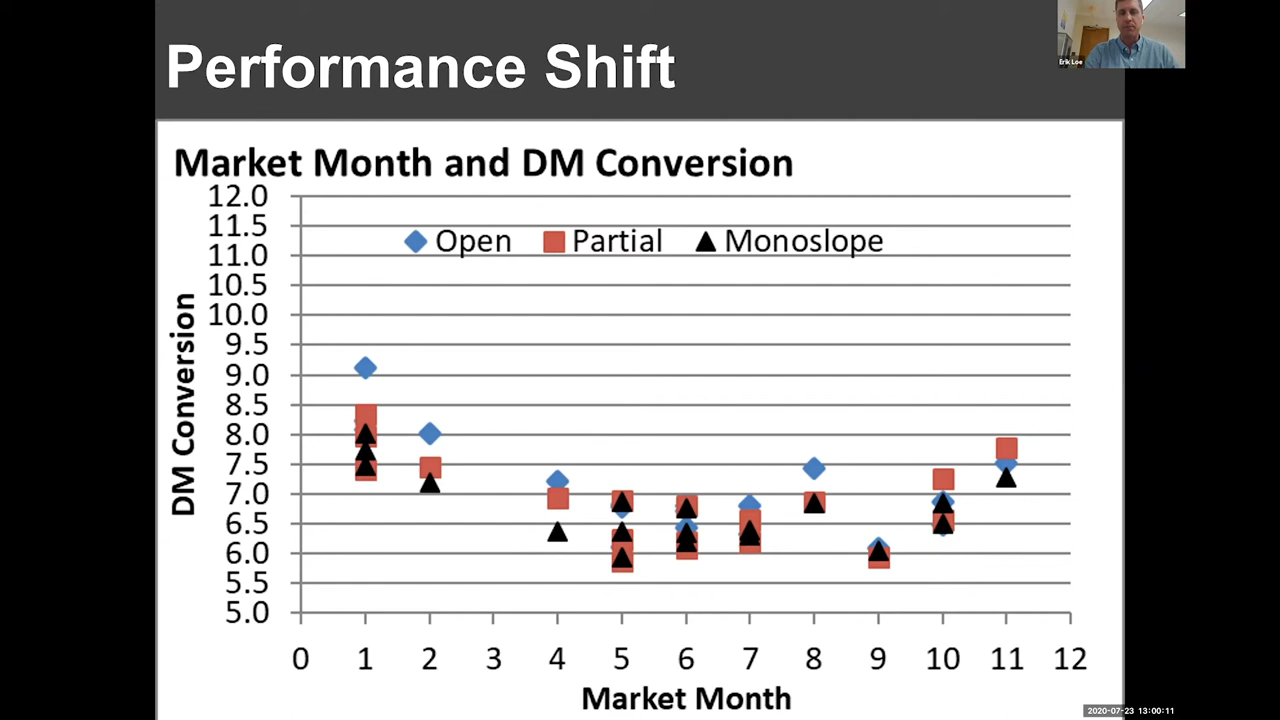 Performance Shift
Erik Loe
Market Month and DM Conversion
12.0
11.5
11.0
10.5
10.0
9.5
9.0
8.5
8.0
7.5
7.0
6.5
6.0
5.5
5.0
Open Partial Monoslope
DM Conversion
0 1 2 3 4 5 6 7 8 9 10 11 12
Market Month
2020-07-23 13:00:11